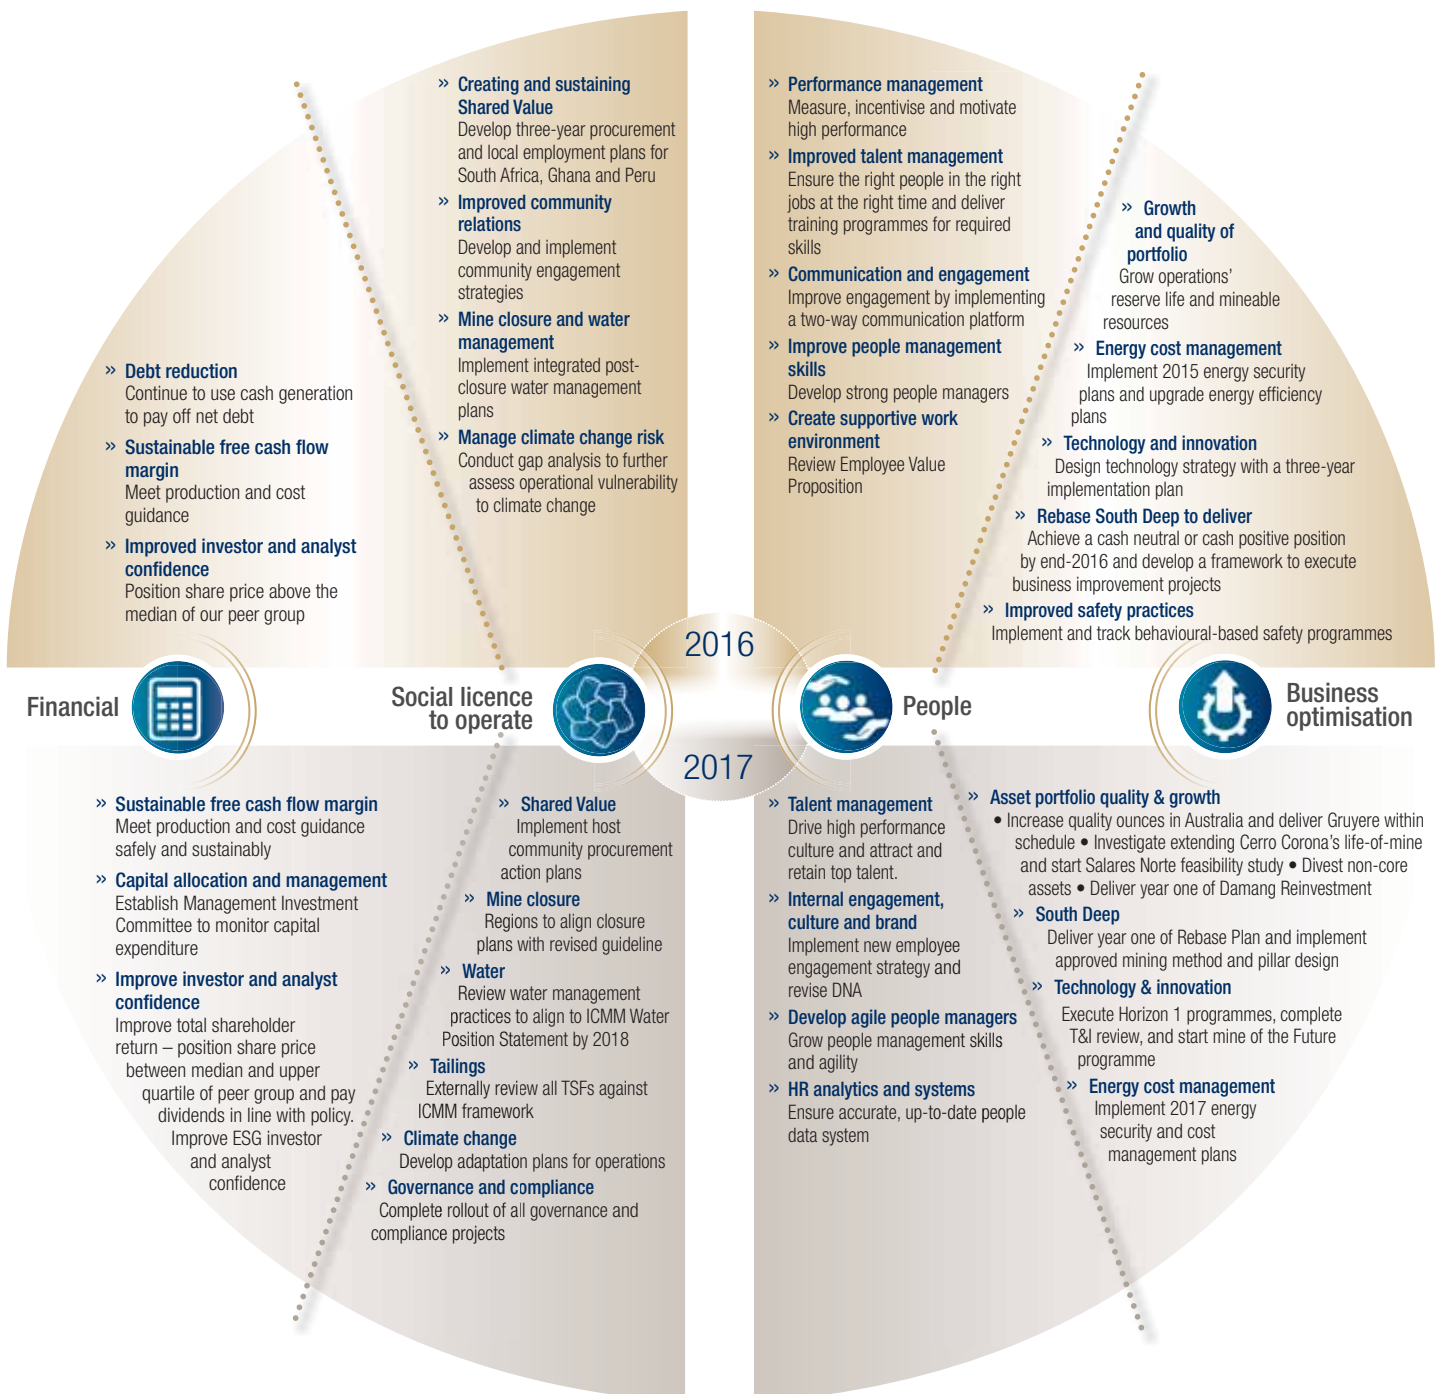 » Creating and sustaining
Shared Value
Develop three-year procurement
and local employment plans for
South Africa, Ghana and Peru
» Improved community
relations
Develop and implement
community engagement
strategies
» Mine closure and water
management
Implement integrated post-
closure water management
plans
» Manage climate change risk
Conduct gap analysis to further
assess operational vulnerability
to climate change
» Debt reduction
Continue to use cash generation
to pay off net debt
» Sustainable free cash flow
margin
Meet production and cost
guidance
» Improved investor and analyst
confidence
Position share price above the
median of our peer group
» Performance management
Measure, incentivise and motivate
high performance
» Improved talent management
Ensure the right people in the right
jobs at the right time and deliver
training programmes for required
skills
» Communication and engagement
Improve engagement by implementing
a two-way communication platform
» Improve people management
skills
Develop strong people managers
» Create supportive work
environment
Review Employee Value
Proposition
» Growth
and quality of
portfolio
Grow operations'
reserve life and mineable
resources
» Energy cost management
Implement 2015 energy security
plans and upgrade energy efficiency
plans
» Technology and innovation
Design technology strategy with a three-year
implementation plan
» Rebase South Deep to deliver
Achieve a cash neutral or cash positive position
by end-2016 and develop a framework to execute
business improvement projects
» Improved safety practices
Implement and track behavioural-based safety programmes
2016
Financial
Social licence
to operate
People
Business
optimisation
2017
» Sustainable free cash flow margin
Meet production and cost guidance
safely and sustainably
» Capital allocation and management
Establish Management Investment
Committee to monitor capital
expenditure
» Improve investor and analyst
confidence
Improve total shareholder
return – position share price
between median and upper
quartile of peer group and pay
dividends in line with policy.
Improve ESG investor
and analyst
confidence
» Shared Value
Implement host
community procurement
action plans
» Mine closure
Regions to align closure
plans with revised guideline
» Water
Review water management
practices to align to ICMM Water
Position Statement by 2018
» Tailings
Externally review all TSFs against
ICMM framework
» Climate change
Develop adaptation plans for operations
» Governance and compliance
Complete rollout of all governance and
compliance projects
» Talent management
Drive high performance
culture and attract and
retain top talent.
» Internal engagement,
culture and brand
Implement new employee
engagement strategy and
revise DNA
» Develop agile people managers
Grow people management skills
and agility
» HR analytics and systems
Ensure accurate, up-to-date people
data system
» Asset portfolio quality & growth
• Increase quality ounces in Australia and deliver Gruyere within
schedule • Investigate extending Cerro Corona's life-of-mine
and start Salares Norte feasibility study • Divest non-core
assets • Deliver year one of Damang Reinvestment
» South Deep
Deliver year one of Rebase Plan and implement
approved mining method and pillar design
» Technology & innovation
Execute Horizon 1 programmes, complete
T&I review, and start mine of the Future
programme
» Energy cost management
Implement 2017 energy
security and cost
management plans